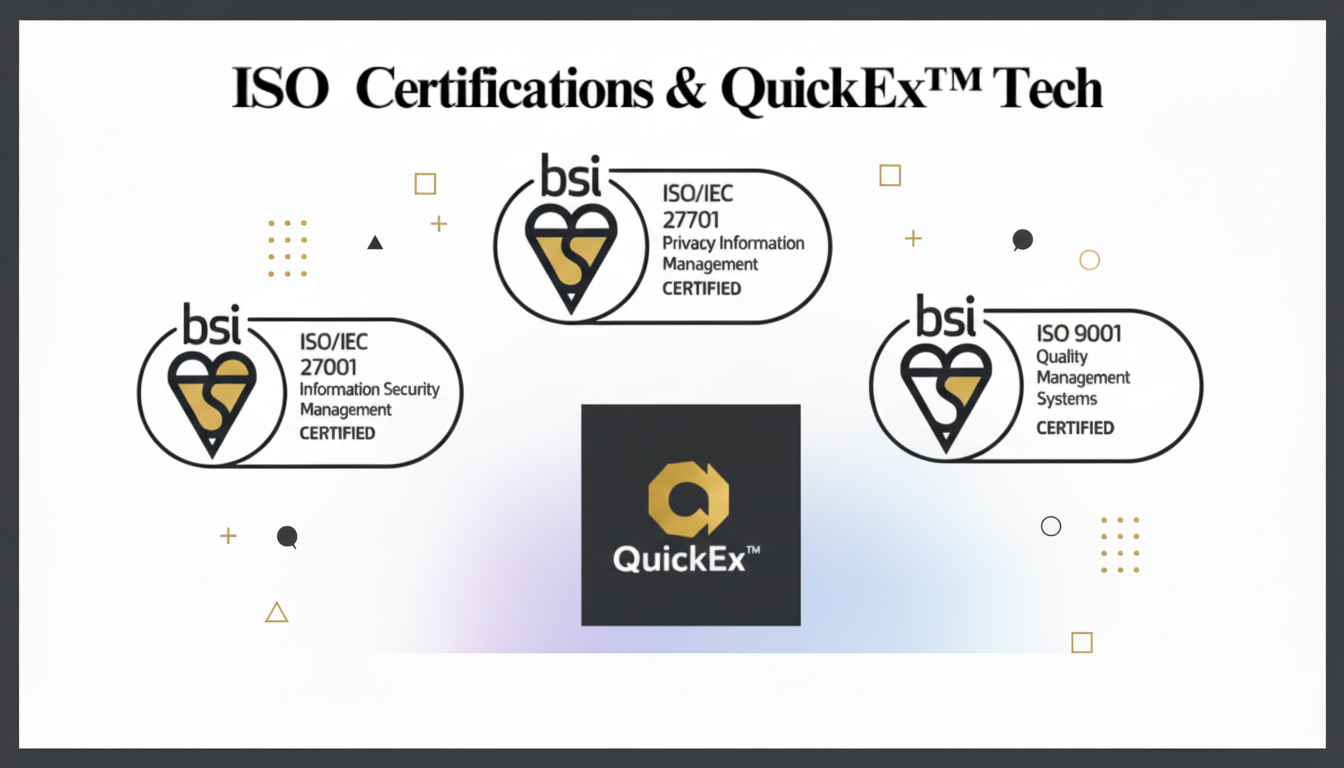 ISO Certifications & QuickEx™ Tech
bsi
ISO/IEC
27701
Privacy Information
Management
CERTIFIED
bsi
ISO/IEC
27001
Information Security
Management
CERTIFIED
bsi
ISO 9001
Quality
Management
Systems
CERTIFIED
QuickEx™